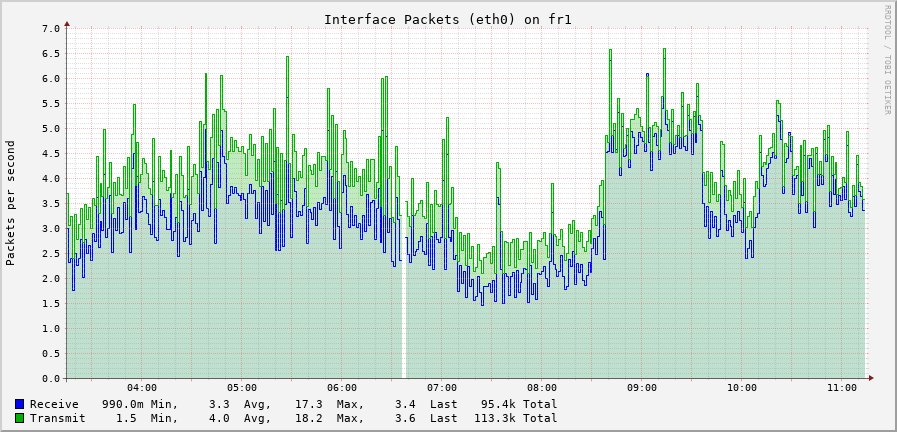 Interface Packets (eth0) on fr1
RRDTOOL / TOBI OETIKER
Packets per second
7.0
6.5
6.0
5.5
5.0
4.5
4.0
3.5
3.0
2.5
2.0
1.5
1.0
0.5
0.0
04:00 05:00 06:00 07:00 08:00 09:00 10:00 11:00
Receive 990.0m Min, 3.3 Avg, 17.3 Max, 3.4 Last 95.4k Total
Transmit 1.5 Min, 4.0 Avg, 18.2 Max, 3.6 Last 113.3k Total